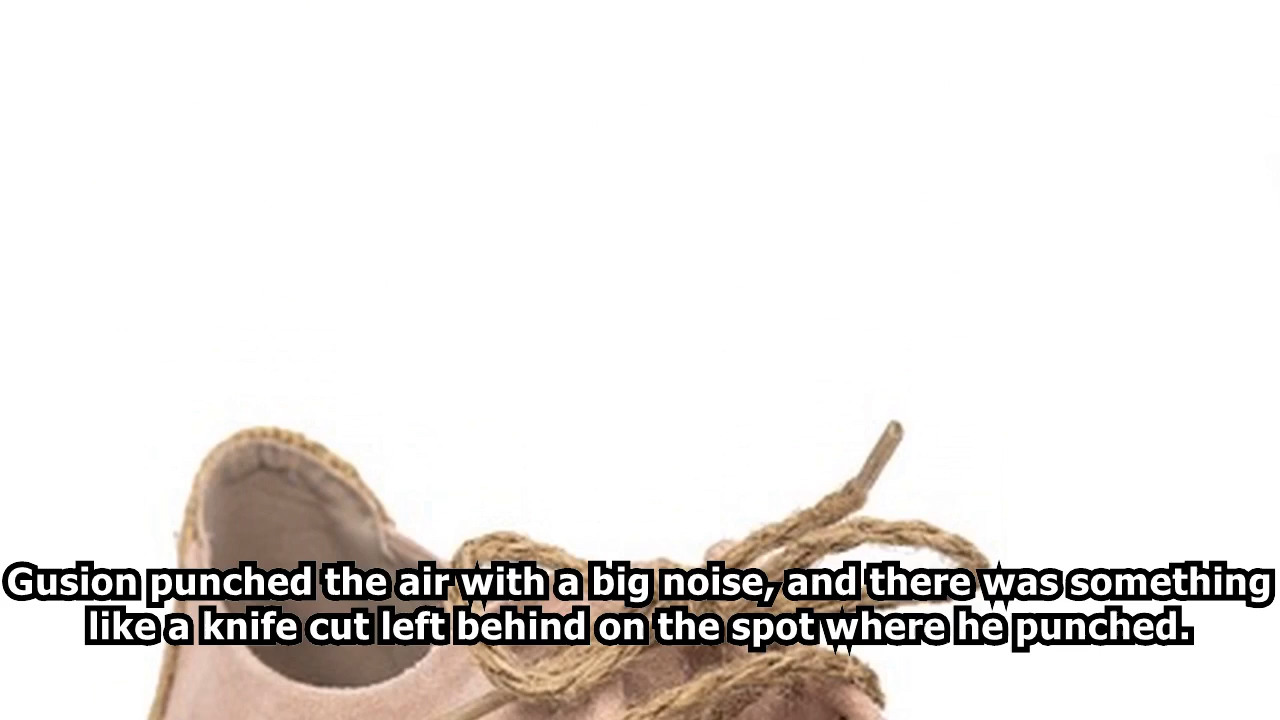 Gusion punched the air with a big noise, and there was something
like a knife cut left behind on the spot where he punched.